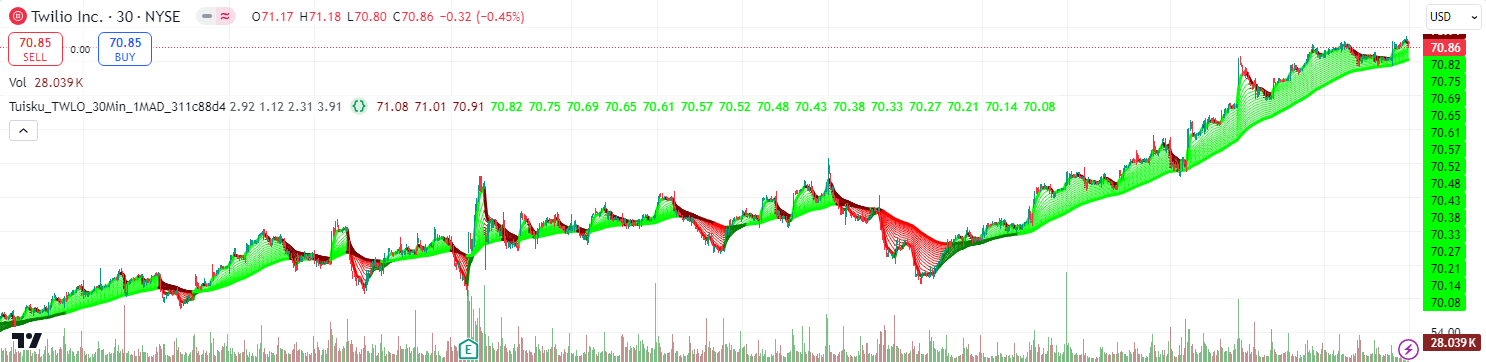 Twilio Inc. · 30 · NYSE O71.17 H71.18 L70.80 C70.86 −0.32 (−0.45%)
USD
70.85 SELL 0.00 70.85 BUY
Vol 28.039K
Tuisku_TWLO_30Min_1MAD_311c88d4 2.92 1.12 2.31 3.91 {} 71.08 71.01 70.91 70.82 70.75 70.69 70.65 70.61 70.57 70.52 70.48 70.43 70.38 70.33 70.27 70.21 70.14 70.08
70.86
70.82
70.75
70.69
70.65
70.61
70.57
70.52
70.48
70.43
70.38
70.33
70.27
70.21
70.14
70.08
54.00
28.039K
E